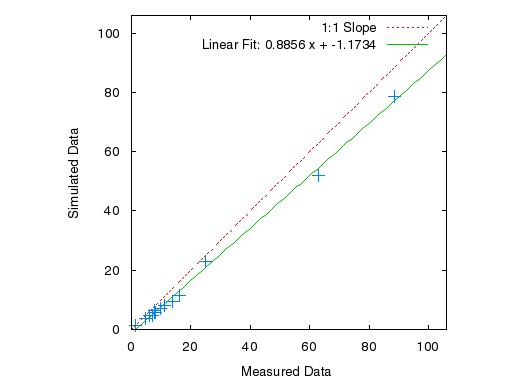 1:1 Slope
Linear Fit: 0.8856 x + -1.1734
100
80
60
40
20
0
Simulated Data
0 20 40 60 80 100
Measured Data